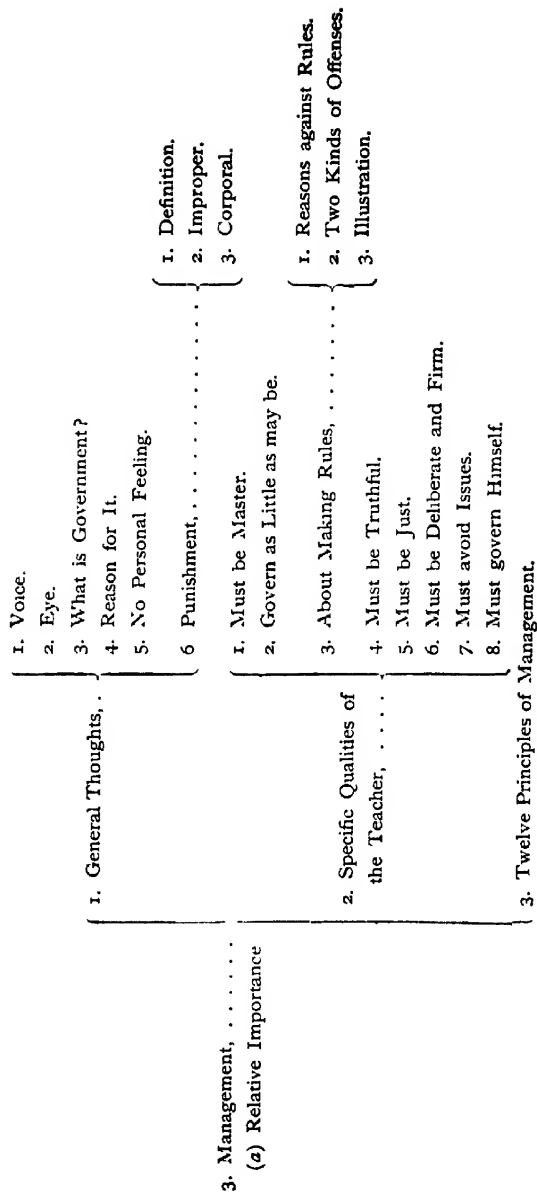 3. Management, . . . . . .
(a) Relative Importance
1. General Thoughts, . .
1. Voice.
2. Eye.
3. What is Government?
4. Reason for It.
5. No Personal Feeling.
6 Punishment, . . . . . . . . . . . . .
1. Definition.
2. Improper.
3. Corporal.
2. Specific Qualities of
the Teacher, . . . .
1. Must be Master.
2. Govern as Little as may be.
3. About Making Rules, . . . . . . . .
1. Reasons against Rules.
2. Two Kinds of Offenses.
3. Illustration.
4. Must be Truthful.
5. Must be Just.
6. Must be Deliberate and Firm.
7. Must avoid Issues.
8. Must govern Himself.
3. Twelve Principles of Management.